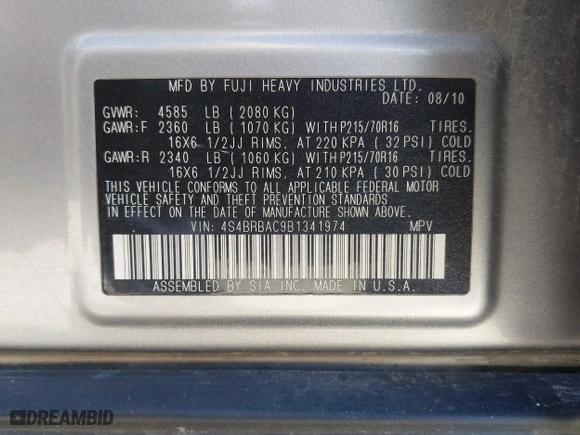 MFD BY FUJI HEAVY INDUSTRIES LTD.
DATE: 08/10
GVWR: 4585 LB (2080 KG)
GAWR:F 2360 LB (1070 KG) WITH P215/70R16 TIRES.
16X6 1/2JJ RIMS. AT 220 KPA (32 PSI) COLD
GAWR:R 2340 LB (1060 KG) WITH P215/70R16 TIRES.
16X6 1/2JJ RIMS. AT 210 KPA (30 PSI) COLD
THIS VEHICLE CONFORMS TO ALL APPLICABLE FEDERAL MOTOR
VEHICLE SAFETY AND THEFT PREVENTION STANDARDS
IN EFFECT ON THE DATE OF MANUFACTURE SHOWN ABOVE.
VIN: 4S4BRBAC9B1341974 MPV
ASSEMBLED BY SIA INC. MADE IN U.S.A.
DREAMBID